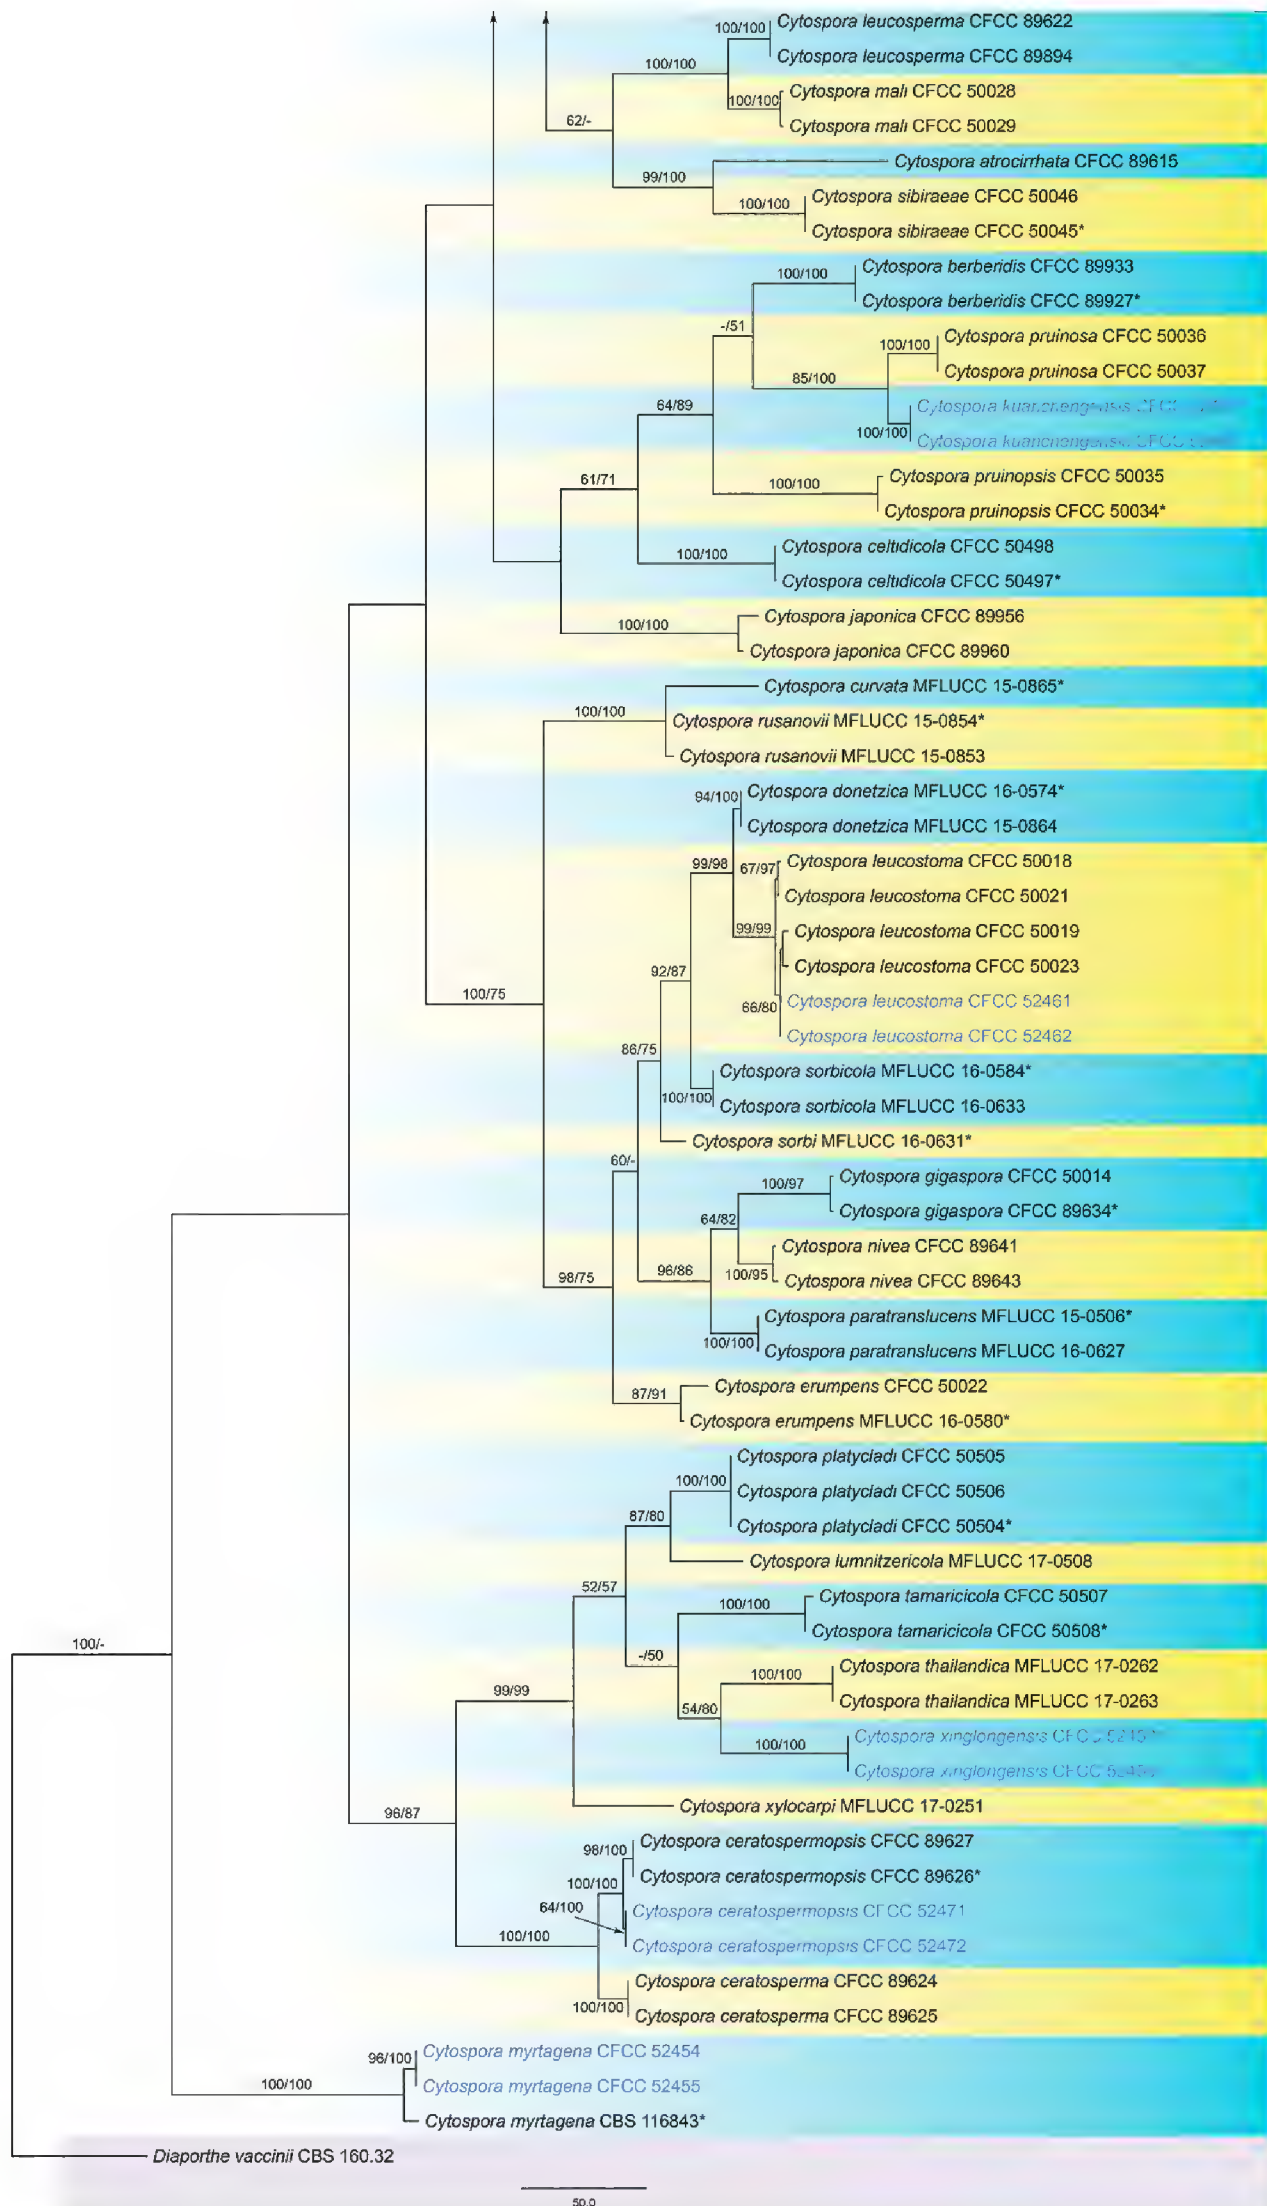 Cytospora leucosperma CFCC 89622
100/100
Cytospora leucosperma CFCC 89894
100/100
Cytospora mali CFCC 50028
100/100
62/-
Cytospora mali CFCC 50029
Cytospora atrocirrhata CFCC 89615
99/100
Cytospora sibiraeae CFCC 50046
100/100
Cytospora sibiraeae CFCC 50045*
Cytospora berberidis CFCC 89933
100/100
Cytospora berberidis CFCC 89927*
-/51
Cytospora pruinosa CFCC 50036
100/100
Cytospora pruinosa CFCC 50037
85/100
64/89
Cytospora kuanchengensis CFCC
100/100
Cytospora kuanchengensis CFCC
61/71
Cytospora pruinopsis CFCC 50035
100/100
Cytospora pruinopsis CFCC 50034*
Cytospora celtidicola CFCC 50498
100/100
Cytospora celtidicola CFCC 50497*
Cytospora japonica CFCC 89956
100/100
Cytospora japonica CFCC 89960
Cytospora curvata MFLUCC 15-0865*
100/100
Cytospora rusanovii MFLUCC 15-0854*
Cytospora rusanovii MFLUCC 15-0853
94/100
Cytospora donetzica MFLUCC 16-0574*
Cytospora donetzica MFLUCC 15-0864
99/98
67/97
Cytospora leucostoma CFCC 50018
Cytospora leucostoma CFCC 50021
99/99
Cytospora leucostoma CFCC 50019
92/87
Cytospora leucostoma CFCC 50023
100/75
66/80
Cytospora leucostoma CFCC 52461
Cytospora leucostoma CFCC 52462
86/75
Cytospora sorbicola MFLUCC 16-0584*
100/100
Cytospora sorbicola MFLUCC 16-0633
Cytospora sorbi MFLUCC 16-0631*
60/-
Cytospora gigaspora CFCC 50014
100/97
Cytospora gigaspora CFCC 89634*
64/82
Cytospora nivea CFCC 89641
96/86
100/95
98/75
Cytospora nivea CFCC 89643
Cytospora paratranslucens MFLUCC 15-0506*
100/100
Cytospora paratranslucens MFLUCC 16-0627
Cytospora erumpens CFCC 50022
87/91
Cytospora erumpens MFLUCC 16-0580*
Cytospora platycladi CFCC 50505
100/100
Cytospora platycladi CFCC 50506
87/80
Cytospora platycladi CFCC 50504*
Cytospora lumnitzericola MFLUCC 17-0508
52/57
Cytospora tamaricicola CFCC 50507
100/100
Cytospora tamaricicola CFCC 50508*
100/-
-/50
Cytospora thailandica MFLUCC 17-0262
100/100
99/99
Cytospora thailandica MFLUCC 17-0263
54/80
Cytospora xinglongensis CFCC
100/100
Cytospora xinglongensis CFCC
Cytospora xylocarpi MFLUCC 17-0251
96/87
Cytospora ceratospermopsis CFCC 89627
98/100
Cytospora ceratospermopsis CFCC 89626*
100/100
64/100
Cytospora ceratospermopsis CFCC 52471
100/100
Cytospora ceratospermopsis CFCC 52472
Cytospora ceratosperma CFCC 89624
100/100
Cytospora ceratosperma CFCC 89625
Cytospora myrtagena CFCC 52454
96/100
Cytospora myrtagena CFCC 52455
100/100
Cytospora myrtagena CBS 116843*
Diaporthe vaccinii CBS 160.32
50.0